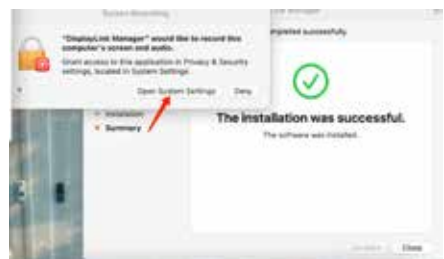 Screen Recording
"DisplayLink Manager" would like to record this
computer's screen and audio.
Grant access to this application in Privacy & Security
settings, located in System Settings.
Open System Settings
Deny
completed successfully.
Installation
Summary
The installation was successful.
The software was installed.
Close